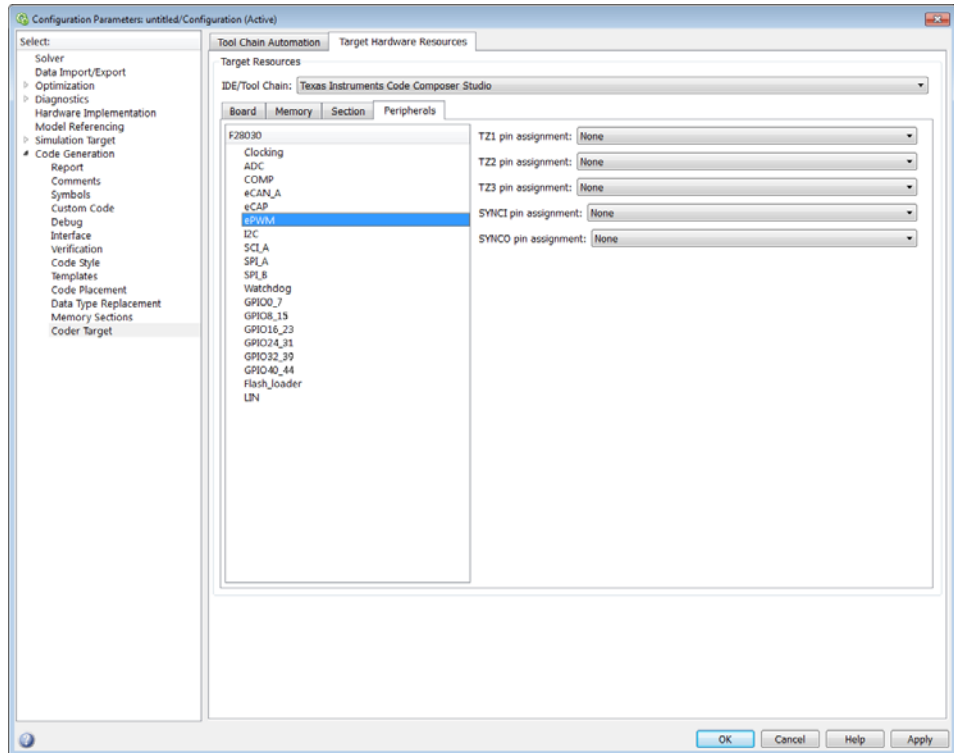 Configuration Parameters: untitled/Configuration (Active)
Select:
Solver
Data Import/Export
Optimization
Diagnostics
Hardware Implementation
Model Referencing
Simulation Target
Code Generation
Report
Comments
Symbols
Custom Code
Debug
Interface
Verification
Code Style
Templates
Code Placement
Data Type Replacement
Memory Sections
Coder Target
Tool Chain Automation Target Hardware Resources
Target Resources
IDE/Tool Chain: Texas Instruments Code Composer Studio
Board Memory Section Peripherals
F28030
Clocking
ADC
COMP
eCAN_A
eCAP
ePWM
I2C
SCI_A
SPI_A
SPI_B
Watchdog
GPIO0_7
GPIO8_15
GPIO16_23
GPIO24_31
GPIO32_39
GPIO40_44
Flash_loader
LIN
TZ1 pin assignment: None
TZ2 pin assignment: None
TZ3 pin assignment: None
SYNCI pin assignment: None
SYNCO pin assignment: None
OK Cancel Help Apply